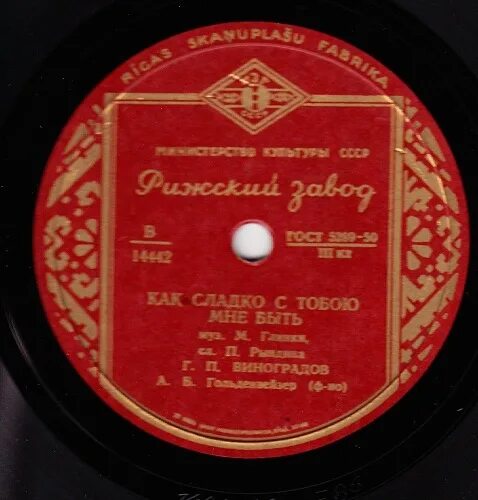 RĪGAS SKAŅUPLAŠU FABRIKA
СССР
МИНИСТЕРСТВО КУЛЬТУРЫ СССР
Рижский завод
В
14442
ГОСТ 5289-50
III кл
КАК СЛАДКО С ТОБОЮ
МНЕ БЫТЬ
муз. М. Глинки,
сл. П. Рындина
Г. П. ВИНОГРАДОВ
А. Б. Гольденвейзер (ф-но)